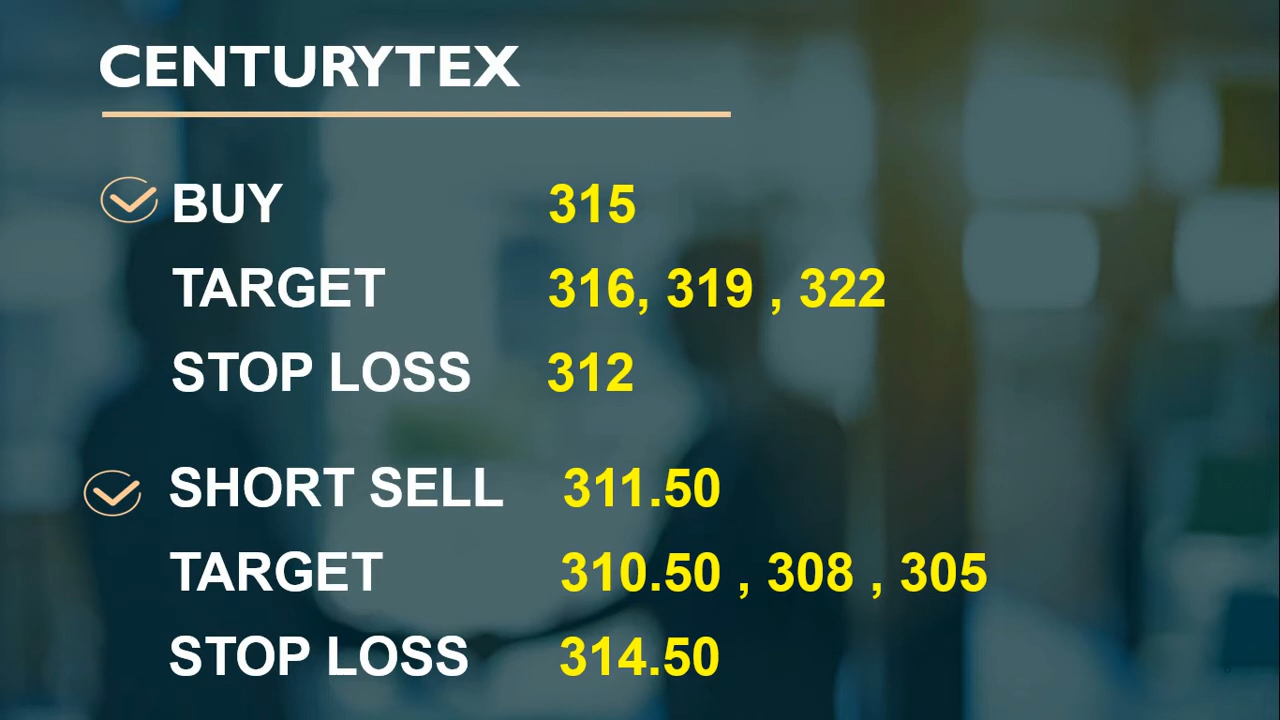 CENTURYTEX
BUY 315
TARGET 316, 319 , 322
STOP LOSS 312
SHORT SELL 311.50
TARGET 310.50 , 308 , 305
STOP LOSS 314.50